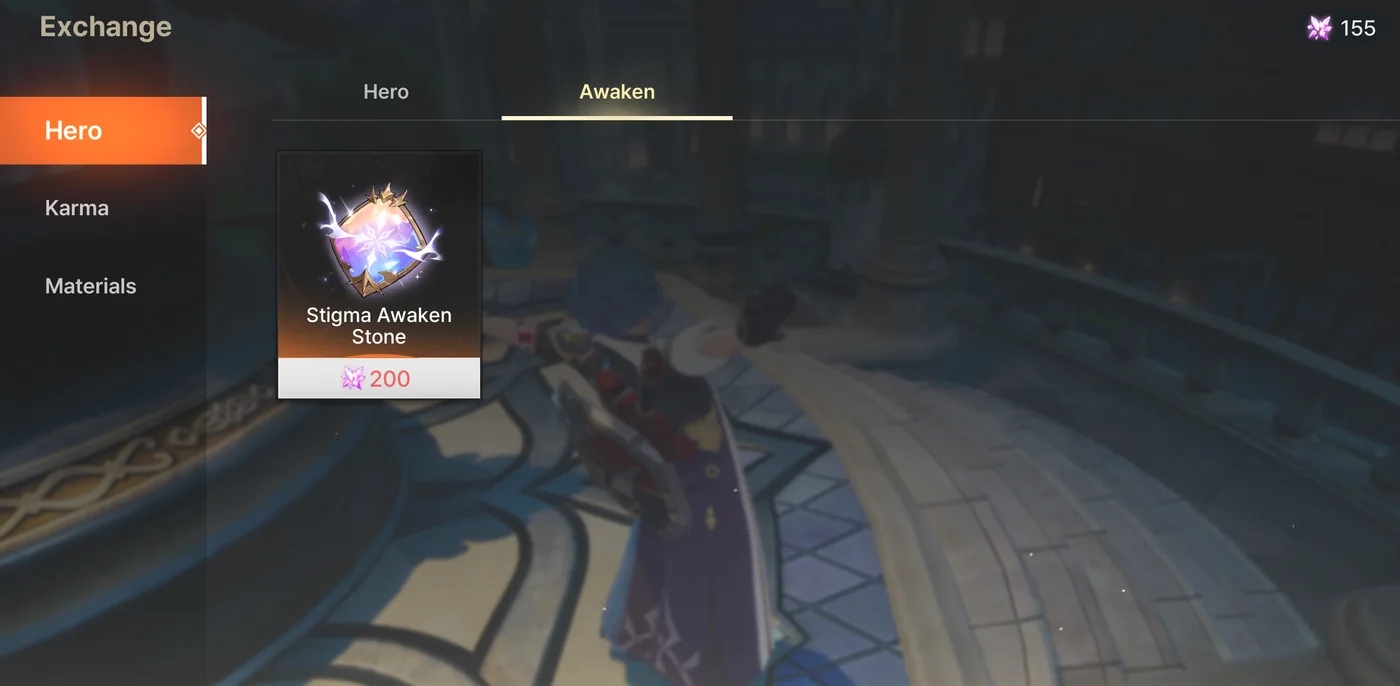 Exchange
155
Hero
Karma
Materials
Hero
Awaken
Stigma Awaken
Stone
200